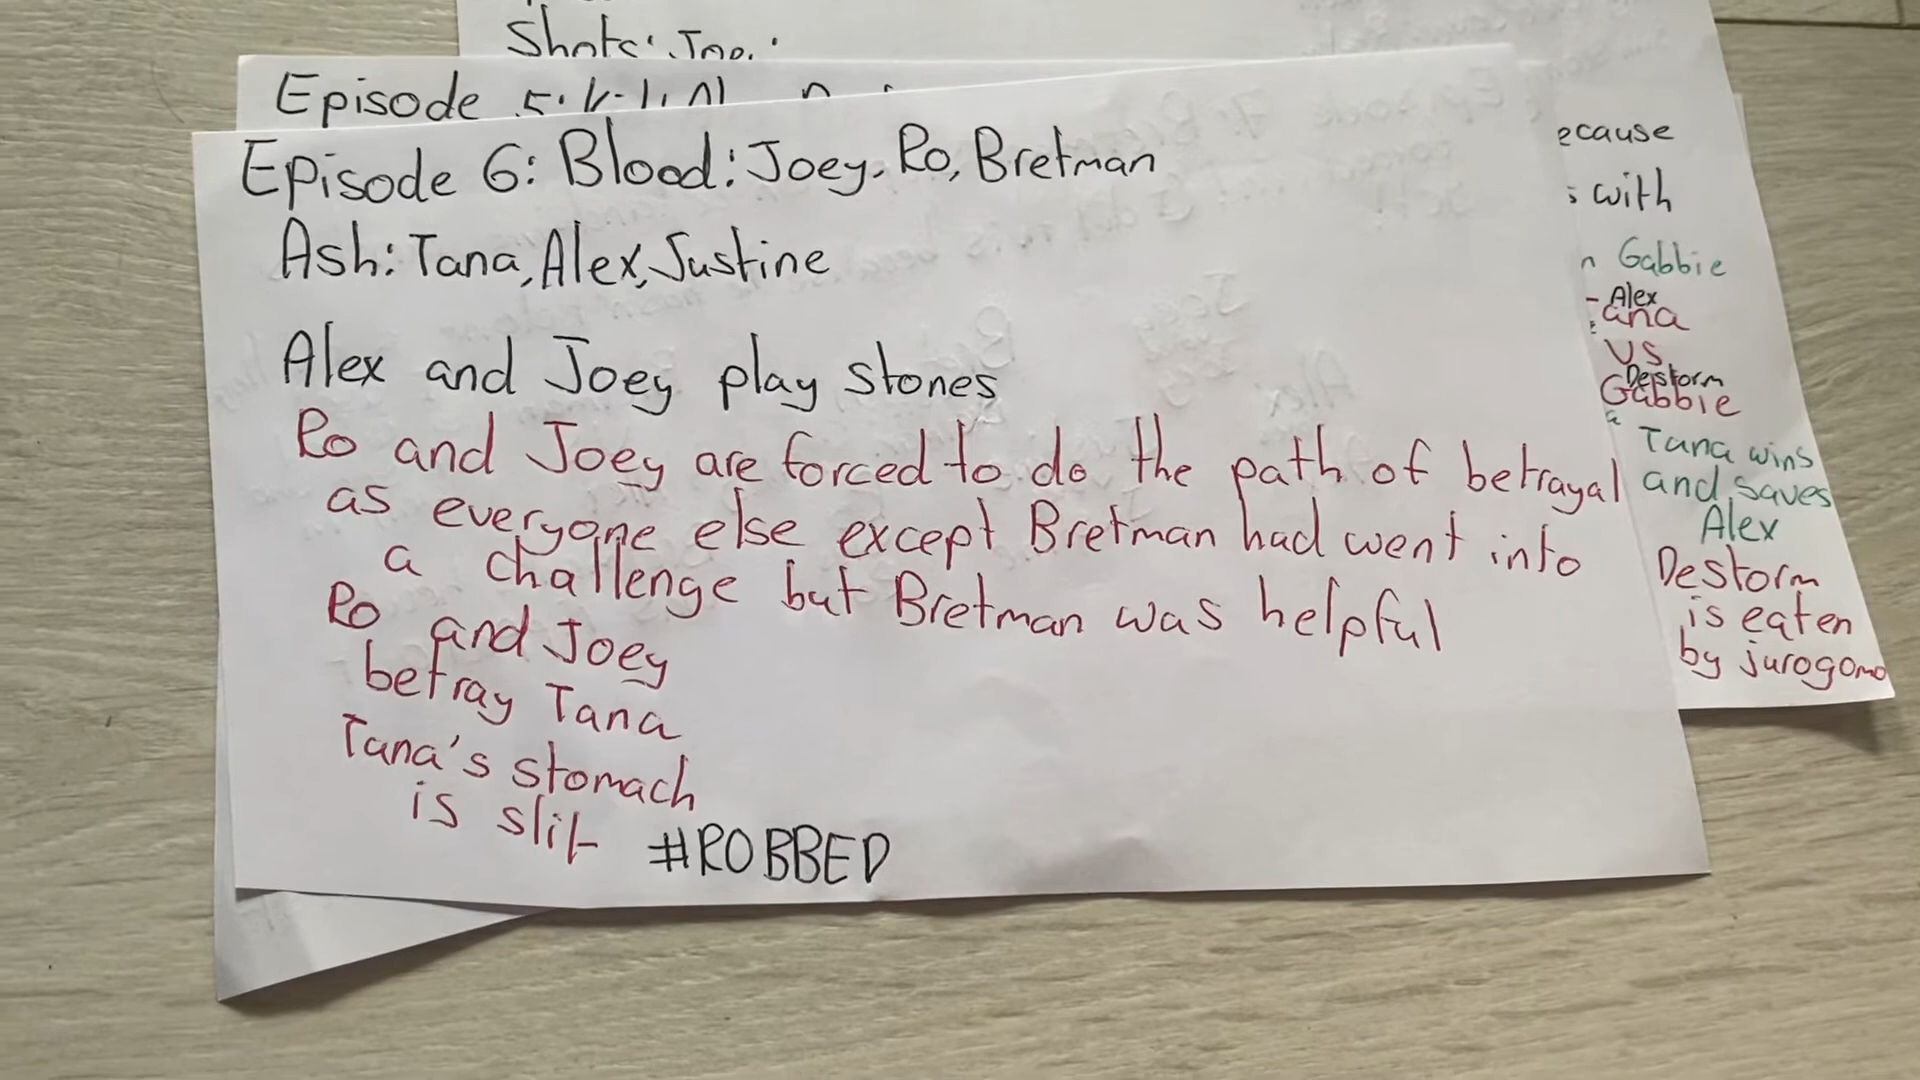 Episode
Episode 6: Blood: Joey, Ro, Bretman
Ash: Tana, Alex, Justine
Alex and Joey play stones
Ro and Joey are forced to do the path of betrayal
as everyone else except Bretman had went into
a challenge but Bretman was helpful
Ro and Joey
betray Tana
Tana's stomach
is slit
#ROBBED
with
Gabbie
Alex
vs
Destorm
Gabbie
Tana wins
and saves
Alex
Destorm
is eaten
by jurogomo